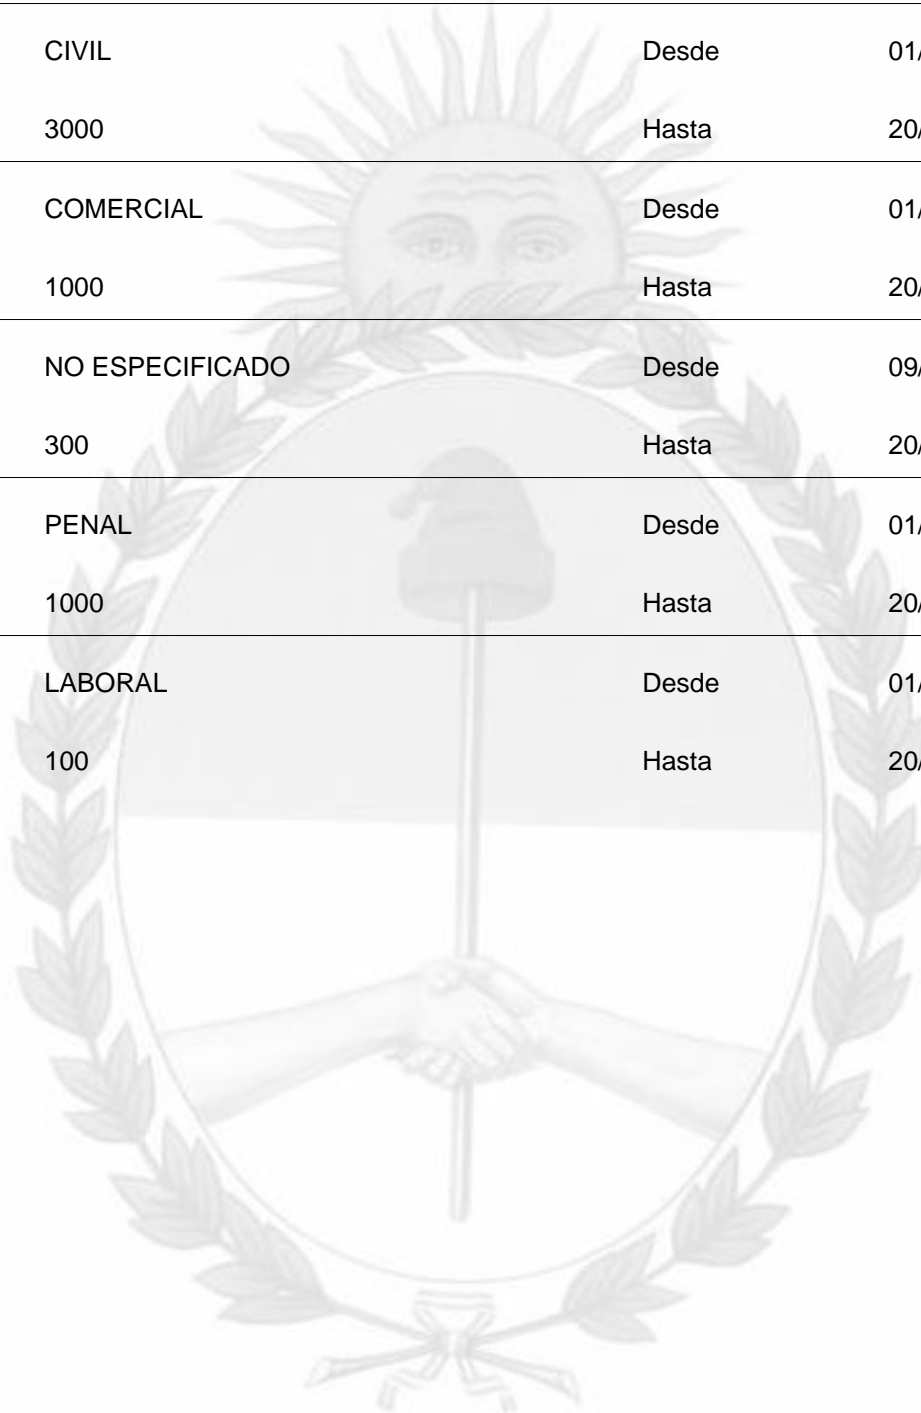 CIVIL Desde 01/
3000 Hasta 20/
COMERCIAL Desde 01/
1000 Hasta 20/
NO ESPECIFICADO Desde 09/
300 Hasta 20/
PENAL Desde 01/
1000 Hasta 20/
LABORAL Desde 01/
100 Hasta 20/